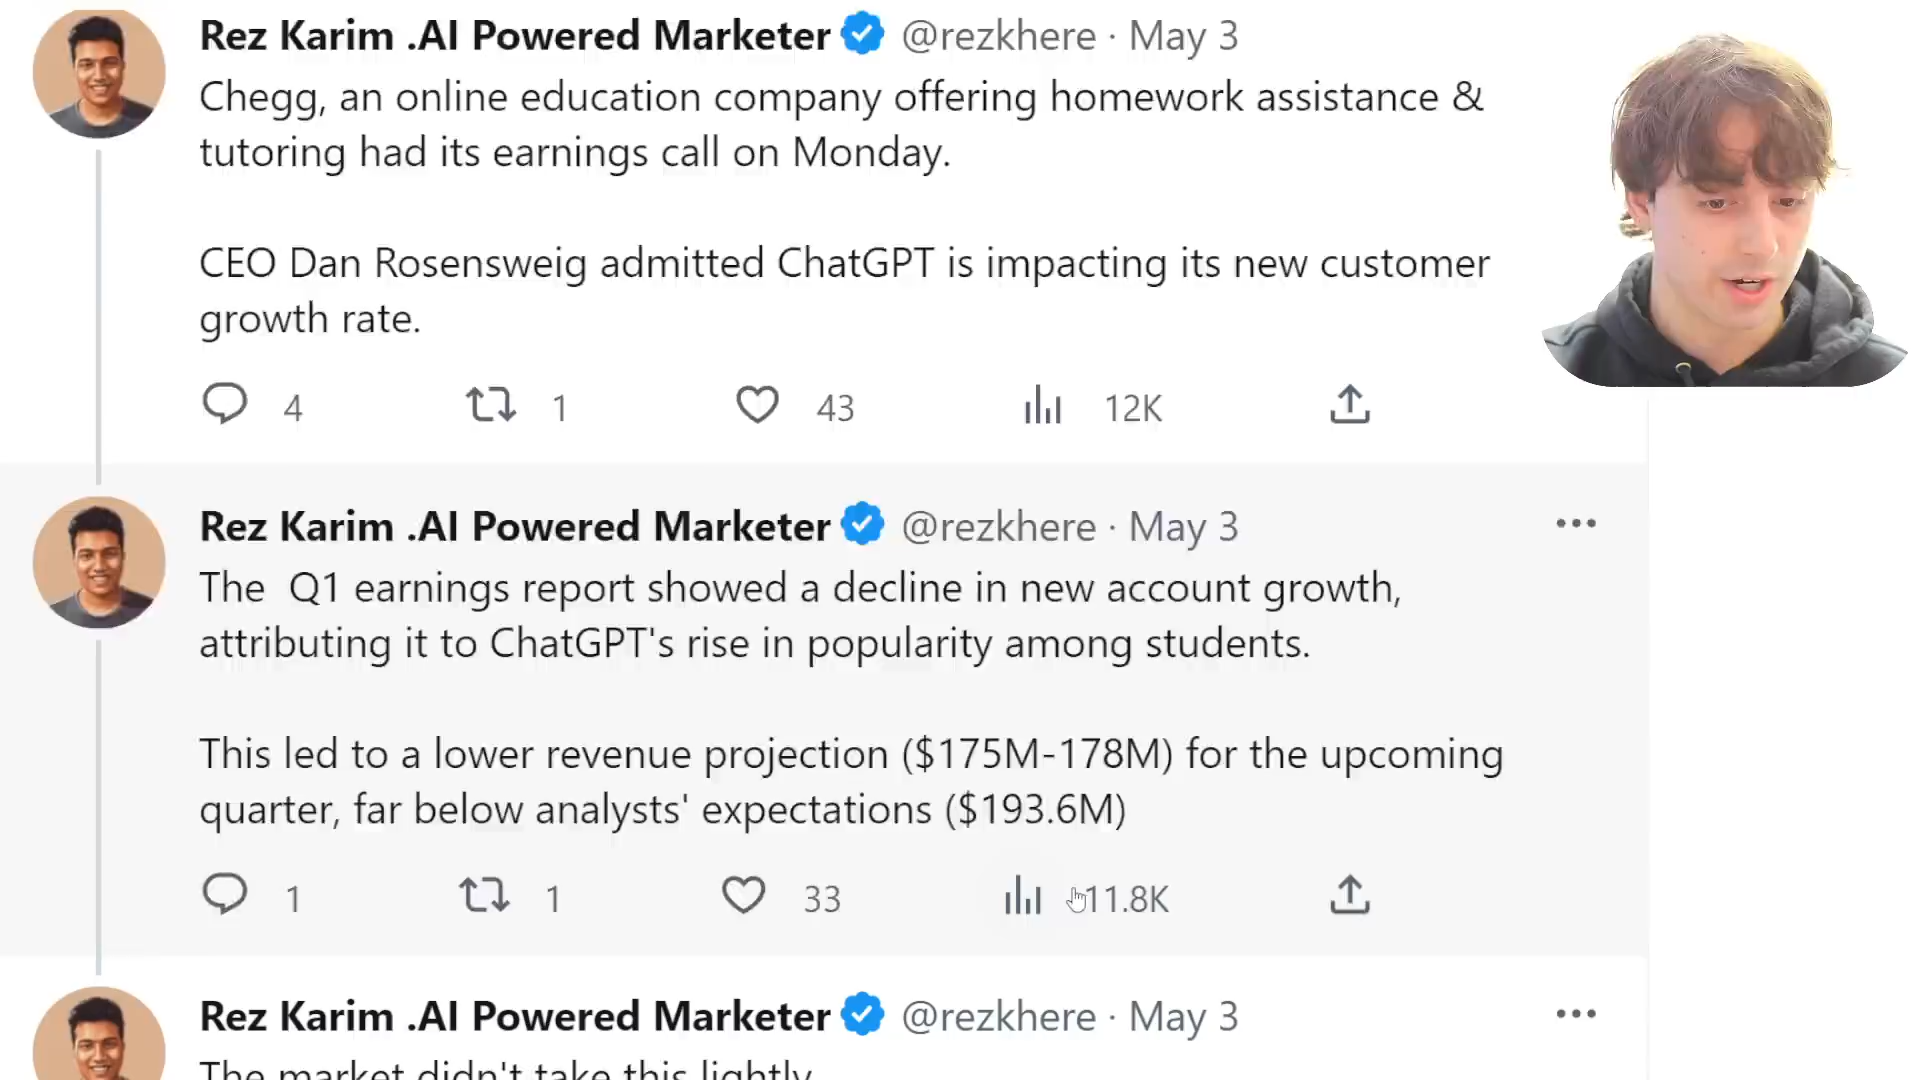 Rez Karim .AI Powered Marketer @rezkhere · May 3
Chegg, an online education company offering homework assistance &
tutoring had its earnings call on Monday.
CEO Dan Rosensweig admitted ChatGPT is impacting its new customer
growth rate.
4 1 43 12K
Rez Karim .AI Powered Marketer @rezkhere · May 3
The  Q1 earnings report showed a decline in new account growth,
attributing it to ChatGPT's rise in popularity among students.
This led to a lower revenue projection ($175M-178M) for the upcoming
quarter, far below analysts' expectations ($193.6M)
1 1 33 11.8K
Rez Karim .AI Powered Marketer @rezkhere · May 3
The market didn't take this lightly